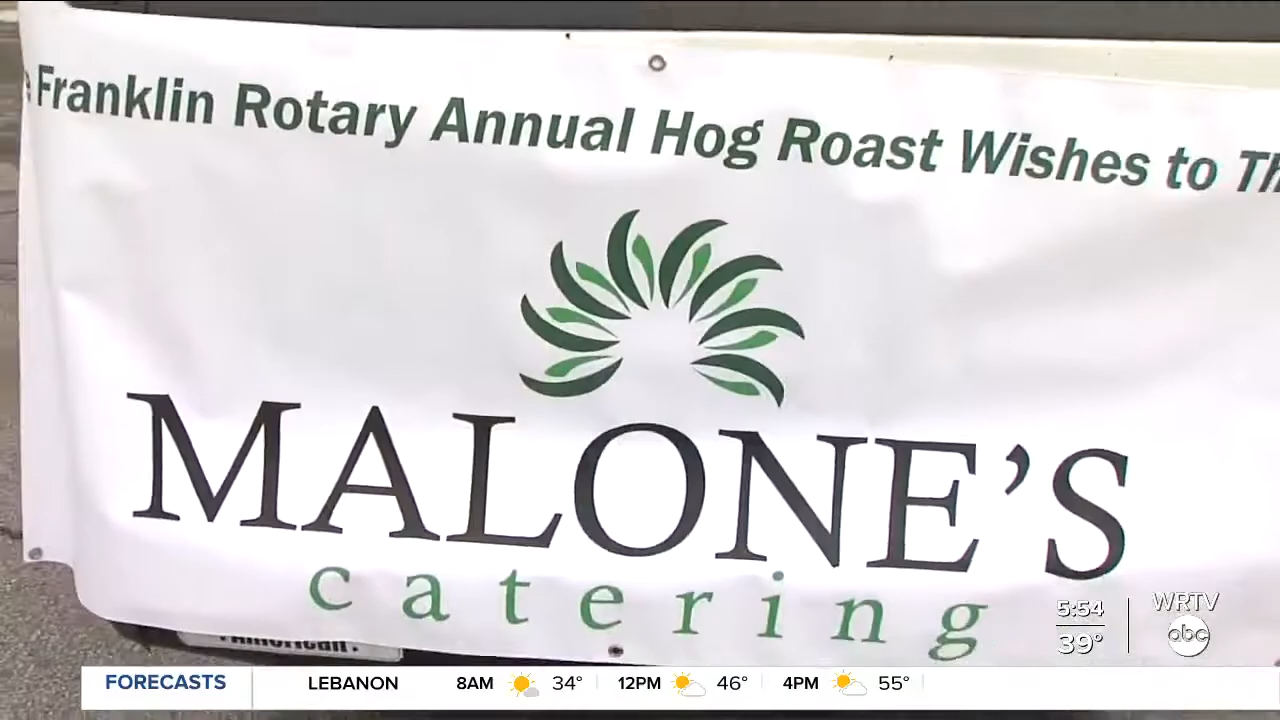 Franklin Rotary Annual Hog Roast Wishes to Th
MALONE'S
catering
5:54
39°
WRTV
abc
FORECASTS LEBANON 8AM 34° 12PM 46° 4PM 55°